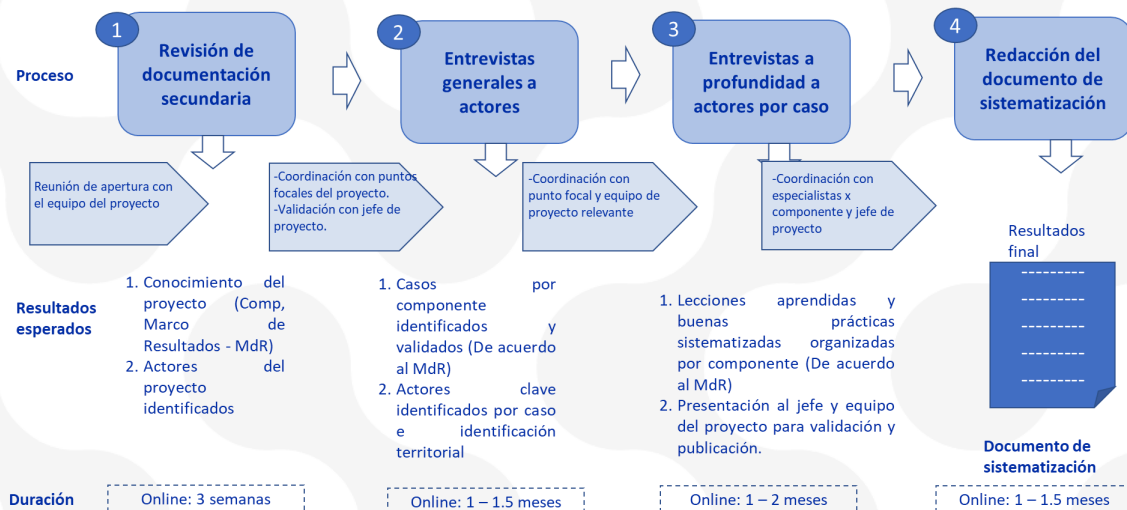 Proceso
1
Revisión de
documentación
secundaria
2
Entrevistas
generales a
actores
3
Entrevistas a
profundidad a
actores por caso
4
Redacción del
documento de
sistematización
Reunión de apertura con
el equipo del proyecto
-Coordinación con puntos
focales del proyecto.
-Validación con jefe de
proyecto.
-Coordinación con
punto focal y equipo de
proyecto relevante
-Coordinación con
especialistas x
componente y jefe de
proyecto
Resultados
esperados
1. Conocimiento del
proyecto (Comp,
Marco de
Resultados - MdR)
2. Actores del
proyecto
identificados
1. Casos por
componente
identificados y
validados (De acuerdo
al MdR)
2. Actores clave
identificados por caso
e identificación
territorial
1. Lecciones aprendidas y
buenas prácticas
sistematizadas organizadas
por componente (De acuerdo
al MdR)
2. Presentación al jefe y equipo
del proyecto para validación y
publicación.
Resultados
final
----------
----------
----------
----------
----------
Documento de
sistematización
Duración
Online: 3 semanas
Online: 1 – 1.5 meses
Online: 1 – 2 meses
Online: 1 – 1.5 meses